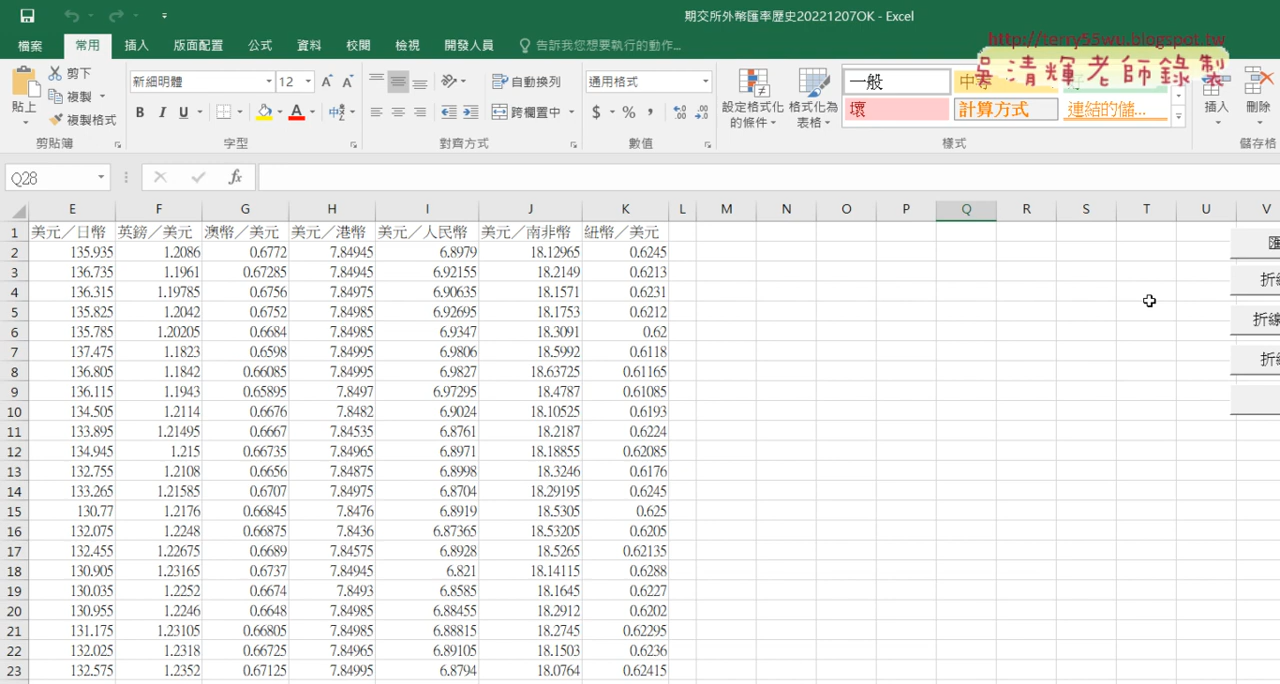 期交所外幣匯率歷史20221207OK - Excel
檔案 常用 插入 版面配置 公式 資料 校閱 檢視 開發人員 告訴我您想要執行的動作...
http://terry55wu.blogspot.tw
吳清輝老師錄製
貼上
剪下
複製
複製格式
剪貼簿
新細明體 12
B I U A
字型
自動換列
跨欄置中
對齊方式
通用格式
$ % ,
數值
設定格式化的條件
格式化為表格
一般 中等 好
壞 計算方式 連結的儲...
樣式
插入 刪除
儲存格
Q28 fx
E F G H I J K L M N O P Q R S T U V
1 美元／日幣 英鎊／美元 澳幣／美元 美元／港幣 美元／人民幣 美元／南非幣 紐幣／美元
2 135.935 1.2086 0.6772 7.84945 6.8979 18.12965 0.6245
3 136.735 1.1961 0.67285 7.84945 6.92155 18.2149 0.6213
4 136.315 1.19785 0.6756 7.84975 6.90635 18.1571 0.6231
5 135.825 1.2042 0.6752 7.84985 6.92695 18.1753 0.6212
6 135.785 1.20205 0.6684 7.84985 6.9347 18.3091 0.62
7 137.475 1.1823 0.6598 7.84995 6.9806 18.5992 0.6118
8 136.805 1.1842 0.66085 7.84995 6.9827 18.63725 0.61165
9 136.115 1.1943 0.65895 7.8497 6.97295 18.4787 0.61085
10 134.505 1.2114 0.6676 7.8482 6.9024 18.10525 0.6193
11 133.895 1.21495 0.6667 7.84535 6.8761 18.2187 0.6224
12 134.945 1.215 0.66735 7.84965 6.8971 18.18855 0.62085
13 132.755 1.2108 0.6656 7.84875 6.8998 18.3246 0.6176
14 133.265 1.21585 0.6707 7.84975 6.8704 18.29195 0.6245
15 130.77 1.2176 0.66845 7.8476 6.8919 18.5305 0.625
16 132.075 1.2248 0.66875 7.8436 6.87365 18.53205 0.6205
17 132.455 1.22675 0.6689 7.84575 6.8928 18.5265 0.62135
18 130.905 1.23165 0.6737 7.84945 6.821 18.14115 0.6288
19 130.035 1.2252 0.6674 7.8493 6.8585 18.1645 0.6227
20 130.955 1.2246 0.6648 7.84985 6.88455 18.2912 0.6202
21 131.175 1.23105 0.66805 7.84985 6.88815 18.2745 0.62295
22 132.025 1.2318 0.66725 7.84965 6.89105 18.1503 0.6236
23 132.575 1.2352 0.67125 7.84995 6.8794 18.0764 0.62415
匯
折
折線
折